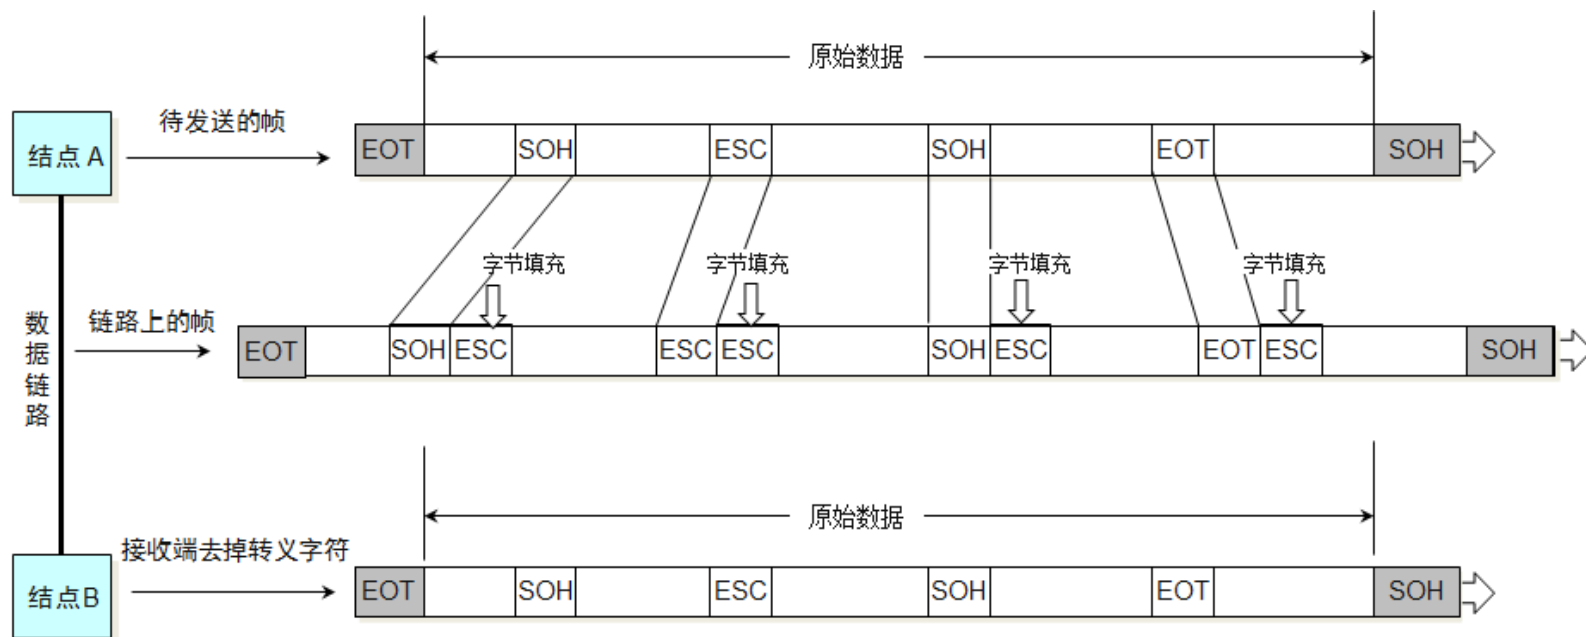 原始数据
待发送的帧
结点 A
EOT SOH ESC SOH EOT SOH
字节填充 字节填充 字节填充 字节填充
数据链路
链路上的帧
EOT SOH ESC ESC ESC SOH ESC EOT ESC SOH
原始数据
接收端去掉转义字符
结点B
EOT SOH ESC SOH EOT SOH